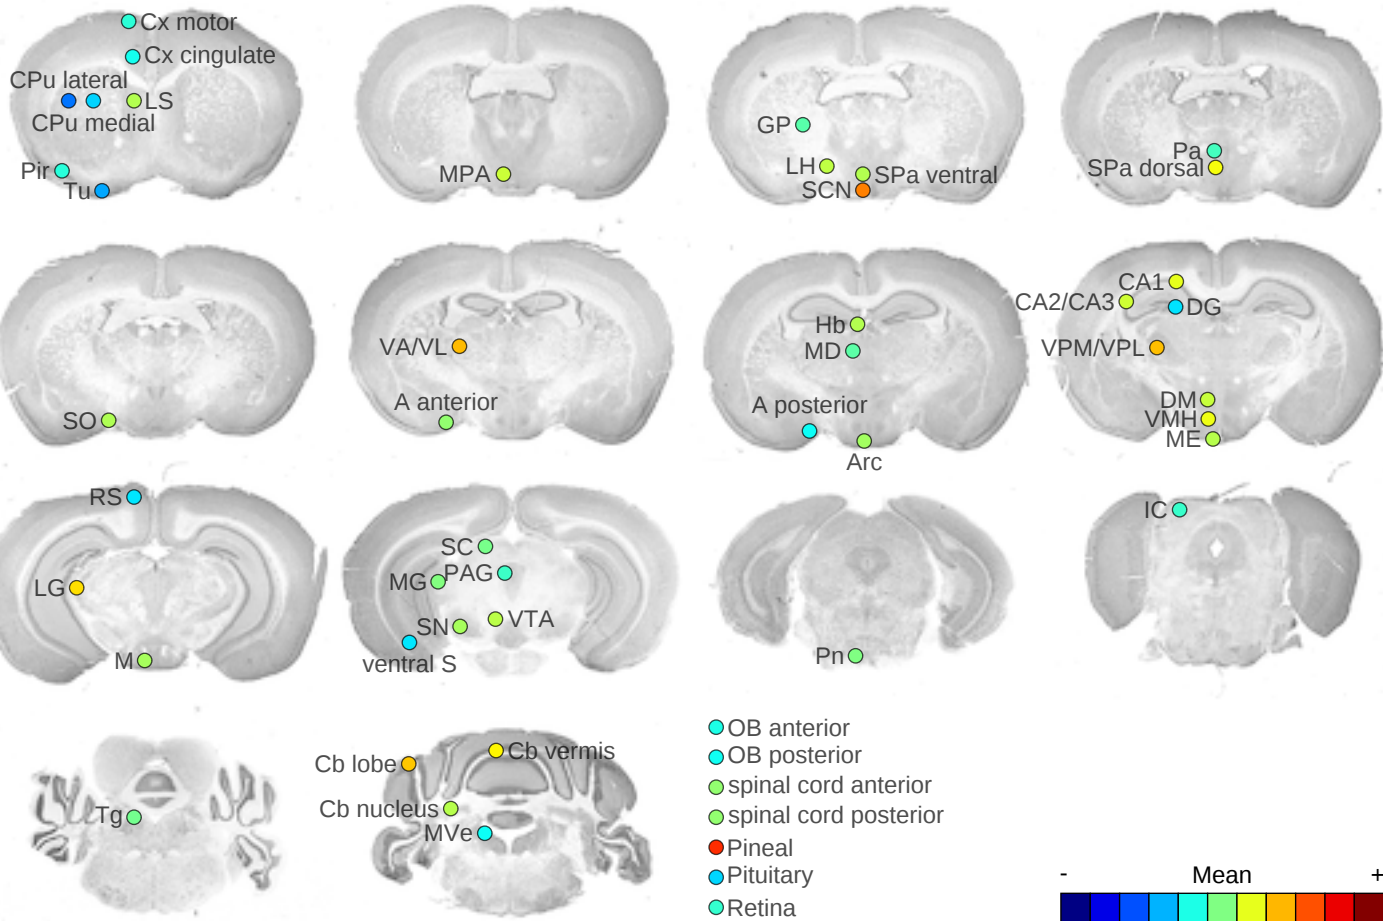 Cx motor
Cx cingulate
CPu lateral
LS
CPu medial
Pir
Tu
MPA
GP
LH
SPa ventral
SCN
Pa
SPa dorsal
SO
VA/VL
A anterior
Hb
MD
A posterior
Arc
CA1
CA2/CA3
DG
VPM/VPL
DM
VMH
ME
RS
LG
M
SC
PAG
MG
VTA
SN
ventral S
Pn
IC
Tg
Cb vermis
Cb lobe
Cb nucleus
MVe
OB anterior
OB posterior
spinal cord anterior
spinal cord posterior
Pineal
Pituitary
Retina
- Mean +